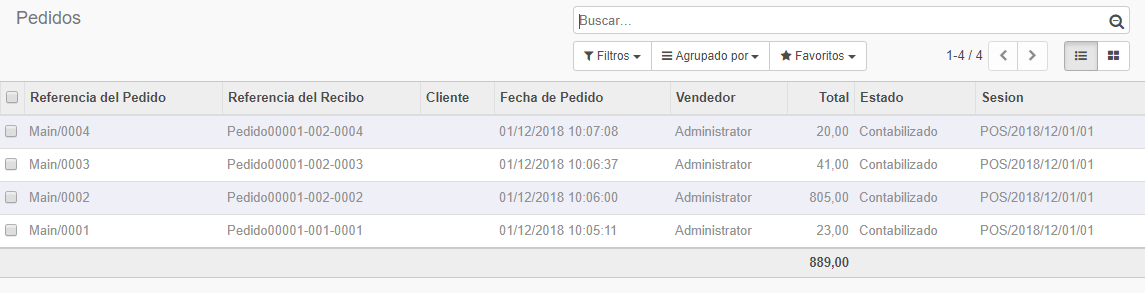 Pedidos
Buscar...
Filtros Agrupado por Favoritos 1-4 / 4
Referencia del Pedido Referencia del Recibo Cliente Fecha de Pedido Vendedor Total Estado Sesion
Main/0004 Pedido00001-002-0004 01/12/2018 10:07:08 Administrator 20,00 Contabilizado POS/2018/12/01/01
Main/0003 Pedido00001-002-0003 01/12/2018 10:06:37 Administrator 41,00 Contabilizado POS/2018/12/01/01
Main/0002 Pedido00001-002-0002 01/12/2018 10:06:00 Administrator 805,00 Contabilizado POS/2018/12/01/01
Main/0001 Pedido00001-001-0001 01/12/2018 10:05:11 Administrator 23,00 Contabilizado POS/2018/12/01/01
889,00